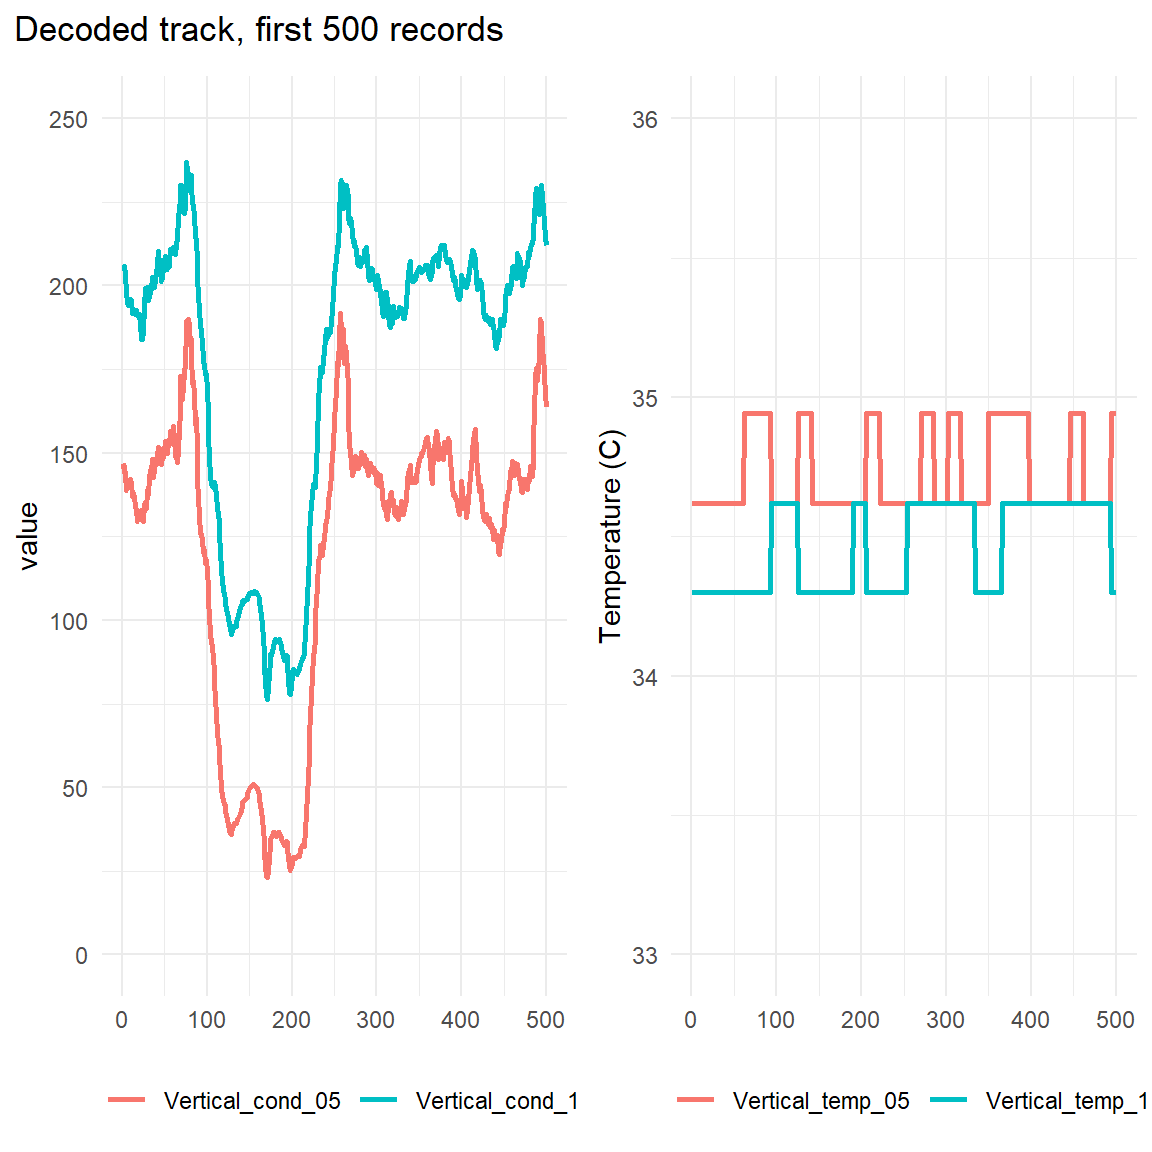 Decoded track, first 500 records
250
200
150
100
50
0
value
0 100 200 300 400 500
Vertical_cond_05 Vertical_cond_1
36
35
34
33
Temperature (C)
0 100 200 300 400 500
Vertical_temp_05 Vertical_temp_1